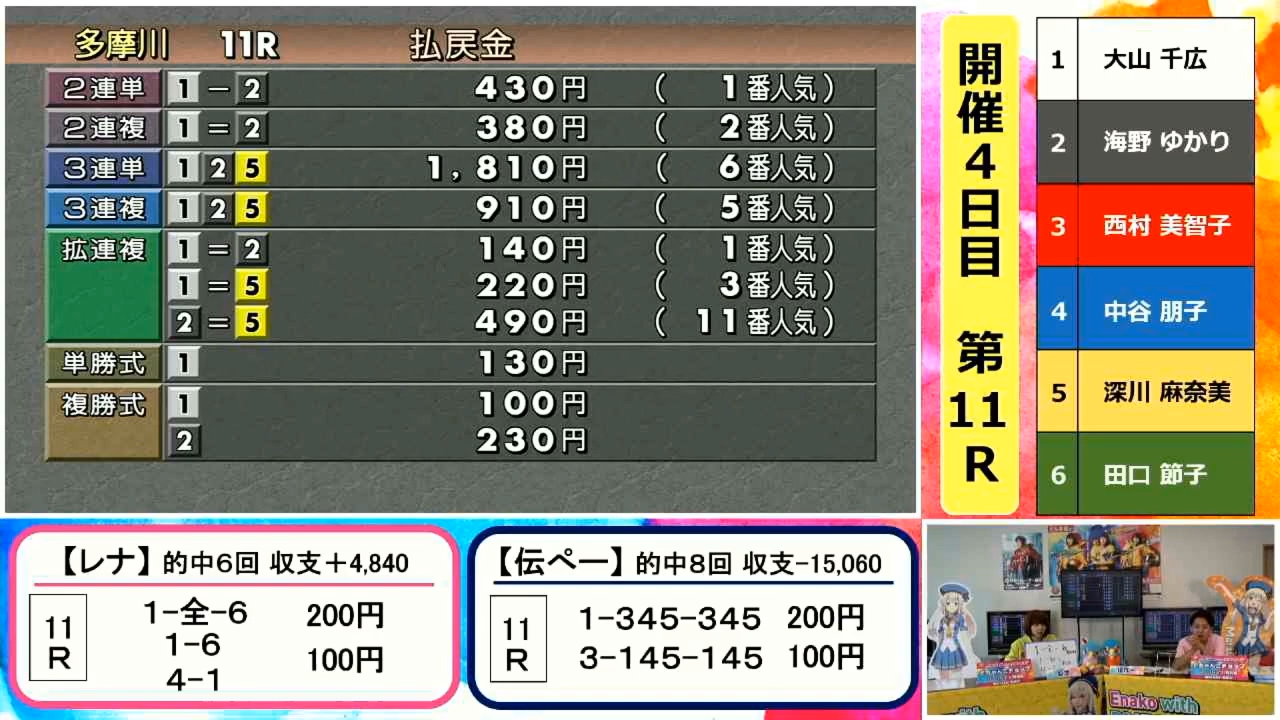 多摩川 11R 払戻金
2連単 1 － 2 430円 ( 1番人気)
2連複 1 ＝ 2 380円 ( 2番人気)
3連単 1 2 5 1,810円 ( 6番人気)
3連複 1 2 5 910円 ( 5番人気)
拡連複 1 ＝ 2 140円 ( 1番人気)
1 ＝ 5 220円 ( 3番人気)
2 ＝ 5 490円 ( 11番人気)
単勝式 1 130円
複勝式 1 100円
2 230円
開催4日目 第11R
1 大山 千広
2 海野 ゆかり
3 西村 美智子
4 中谷 朋子
5 深川 麻奈美
6 田口 節子
【レナ】的中6回 収支＋4,840
11R
1-全-6 200円
1-6
4-1 100円
【伝ペー】的中8回 収支-15,060
11R
1-345-345 200円
3-145-145 100円
Enako with